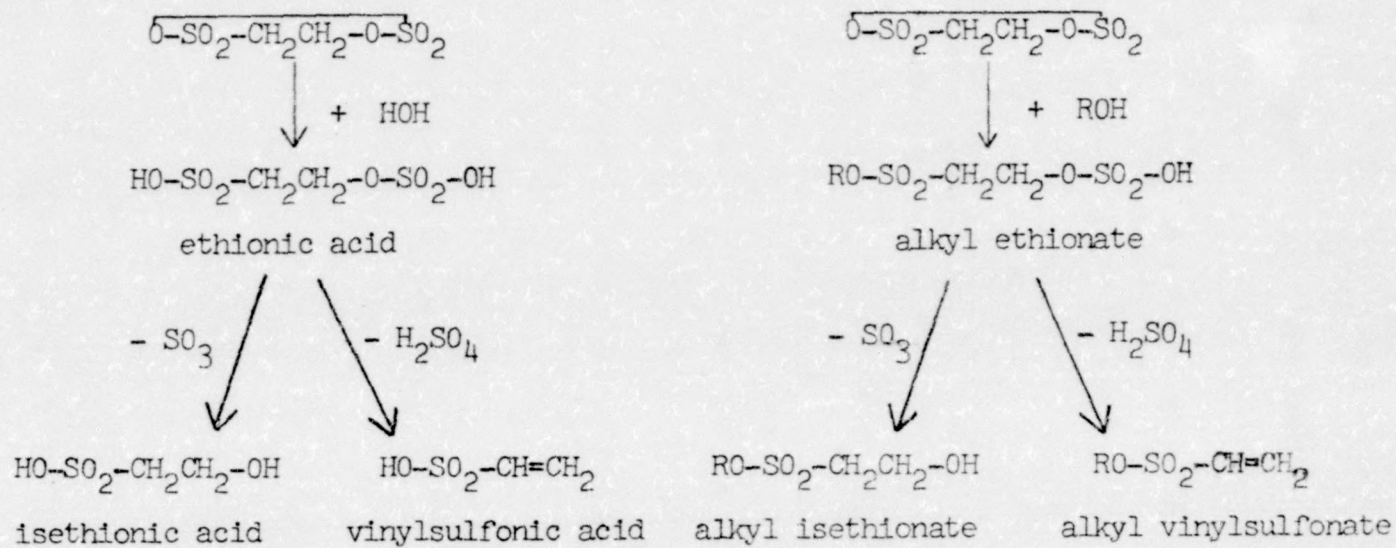 O-SO₂-CH₂CH₂-O-SO₂ O-SO₂-CH₂CH₂-O-SO₂
+ HOH + ROH
HO-SO₂-CH₂CH₂-O-SO₂-OH RO-SO₂-CH₂CH₂-O-SO₂-OH
ethionic acid alkyl ethionate
- SO₃ - H₂SO₄ - SO₃ - H₂SO₄
HO-SO₂-CH₂CH₂-OH HO-SO₂-CH=CH₂ RO-SO₂-CH₂CH₂-OH RO-SO₂-CH=CH₂
isethionic acid vinylsulfonic acid alkyl isethionate alkyl vinylsulfonate